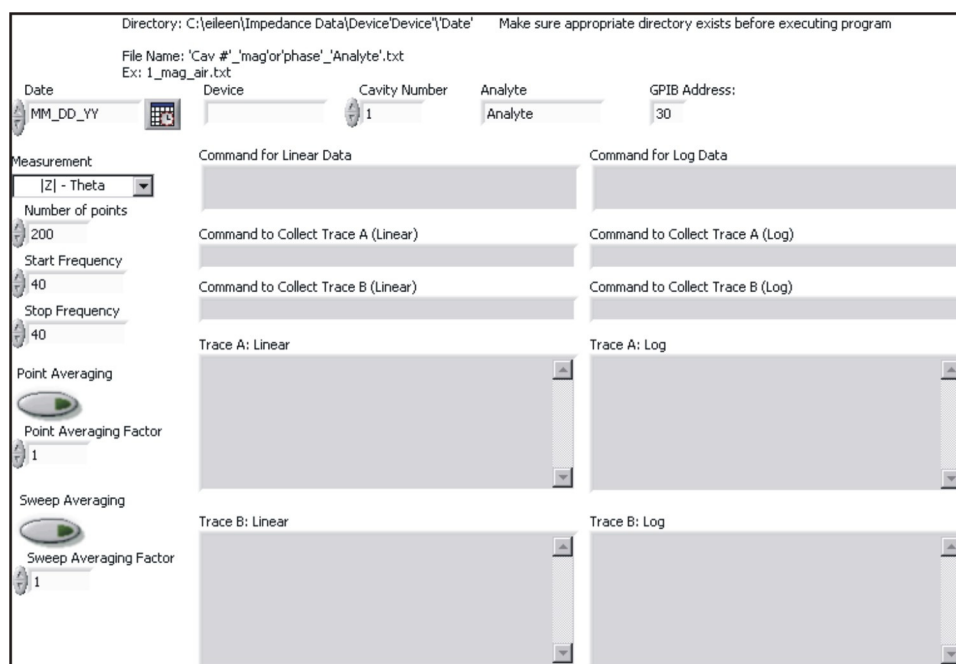 Directory: C:\eileen\Impedance Data\Device'Device'\'Date' Make sure appropriate directory exists before executing program
File Name: 'Cav #'_'mag'or'phase'_'Analyte'.txt
Ex: 1_mag_air.txt
Date Device Cavity Number Analyte GPIB Address:
MM_DD_YY 1 Analyte 30
Measurement Command for Linear Data Command for Log Data
|Z| - Theta
Number of points
200 Command to Collect Trace A (Linear) Command to Collect Trace A (Log)
Start Frequency
40 Command to Collect Trace B (Linear) Command to Collect Trace B (Log)
Stop Frequency
40
Trace A: Linear Trace A: Log
Point Averaging
Point Averaging Factor
1
Sweep Averaging
Trace B: Linear Trace B: Log
Sweep Averaging Factor
1